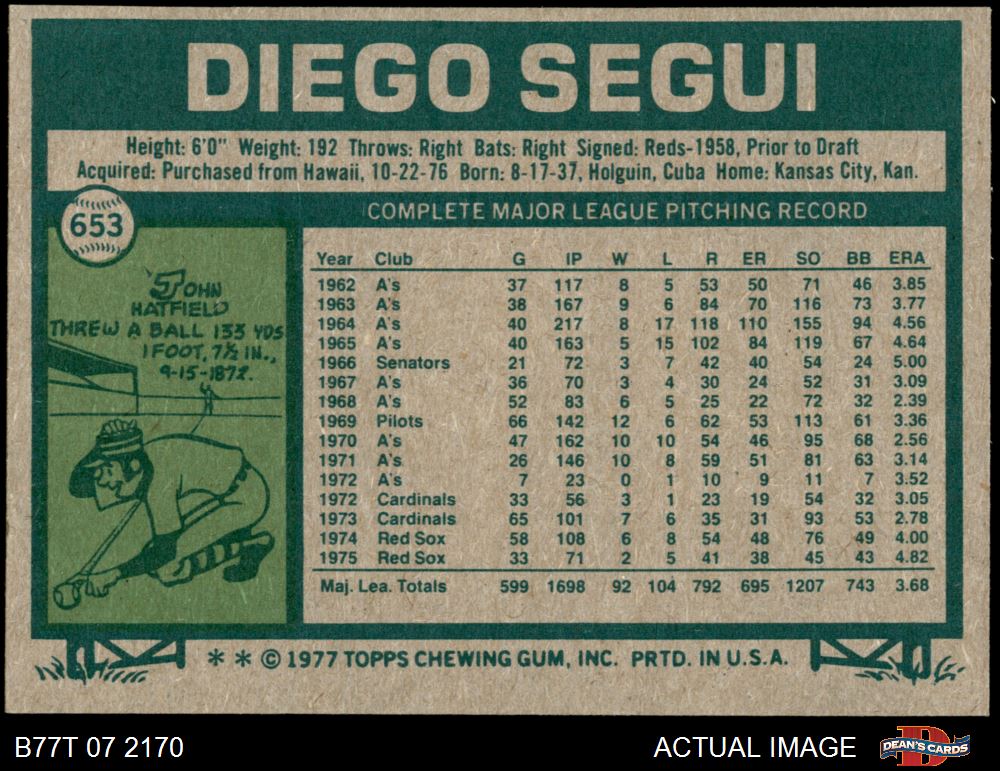 DIEGO SEGUI
Height: 6'0" Weight: 192 Throws: Right Bats: Right Signed: Reds-1958, Prior to Draft
Acquired: Purchased from Hawaii, 10-22-76 Born: 8-17-37, Holguin, Cuba Home: Kansas City, Kan.
653
COMPLETE MAJOR LEAGUE PITCHING RECORD
JOHN
HATFIELD
THREW A BALL 133 YDS
1 FOOT, 7½ IN.,
9-15-1872.
Year Club G IP W L R ER SO BB ERA
1962 A's 37 117 8 5 53 50 71 46 3.85
1963 A's 38 167 9 6 84 70 116 73 3.77
1964 A's 40 217 8 17 118 110 155 94 4.56
1965 A's 40 163 5 15 102 84 119 67 4.64
1966 Senators 21 72 3 7 42 40 54 24 5.00
1967 A's 36 70 3 4 30 24 52 31 3.09
1968 A's 52 83 6 5 25 22 72 32 2.39
1969 Pilots 66 142 12 6 62 53 113 61 3.36
1970 A's 47 162 10 10 54 46 95 68 2.56
1971 A's 26 146 10 8 59 51 81 63 3.14
1972 A's 7 23 0 1 10 9 11 7 3.52
1972 Cardinals 33 56 3 1 23 19 54 32 3.05
1973 Cardinals 65 101 7 6 35 31 93 53 2.78
1974 Red Sox 58 108 6 8 54 48 76 49 4.00
1975 Red Sox 33 71 2 5 41 38 45 43 4.82
Maj. Lea. Totals 599 1698 92 104 792 695 1207 743 3.68
* * © 1977 TOPPS CHEWING GUM, INC. PRTD. IN U.S.A.
B77T 07 2170
ACTUAL IMAGE
DEAN'S CARDS